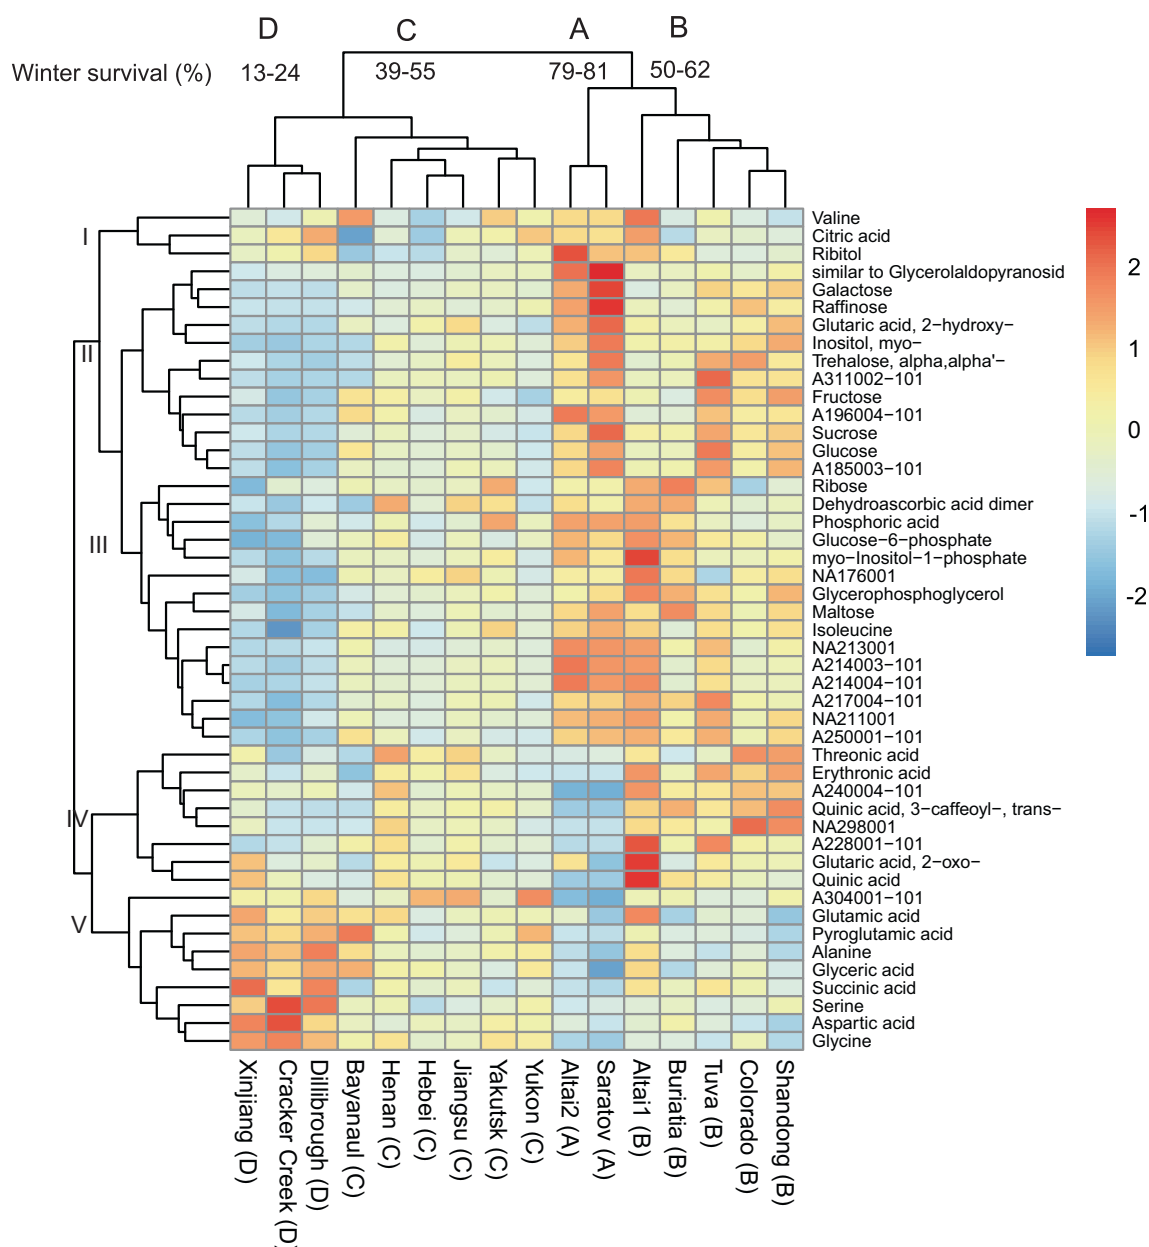 D C A B
Winter survival (%) 13-24 39-55 79-81 50-62
I
II
III
IV
V
Valine
Citric acid
Ribitol
similar to Glycerolaldopyranosid
Galactose
Raffinose
Glutaric acid, 2−hydroxy−
Inositol, myo−
Trehalose, alpha,alpha'−
A311002−101
Fructose
A196004−101
Sucrose
Glucose
A185003−101
Ribose
Dehydroascorbic acid dimer
Phosphoric acid
Glucose−6−phosphate
myo−Inositol−1−phosphate
NA176001
Glycerophosphoglycerol
Maltose
Isoleucine
NA213001
A214003−101
A214004−101
A217004−101
NA211001
A250001−101
Threonic acid
Erythronic acid
A240004−101
Quinic acid, 3−caffeoyl−, trans−
NA298001
A228001−101
Glutaric acid, 2−oxo−
Quinic acid
A304001−101
Glutamic acid
Pyroglutamic acid
Alanine
Glyceric acid
Succinic acid
Serine
Aspartic acid
Glycine
2
1
0
-1
-2
Xinjiang (D)
Cracker Creek (D)
Dillibrough (D)
Bayanaul (C)
Henan (C)
Hebei (C)
Jiangsu (C)
Yakutsk (C)
Yukon (C)
Altai2 (A)
Saratov (A)
Altai1 (B)
Buriatia (B)
Tuva (B)
Colorado (B)
Shandong (B)